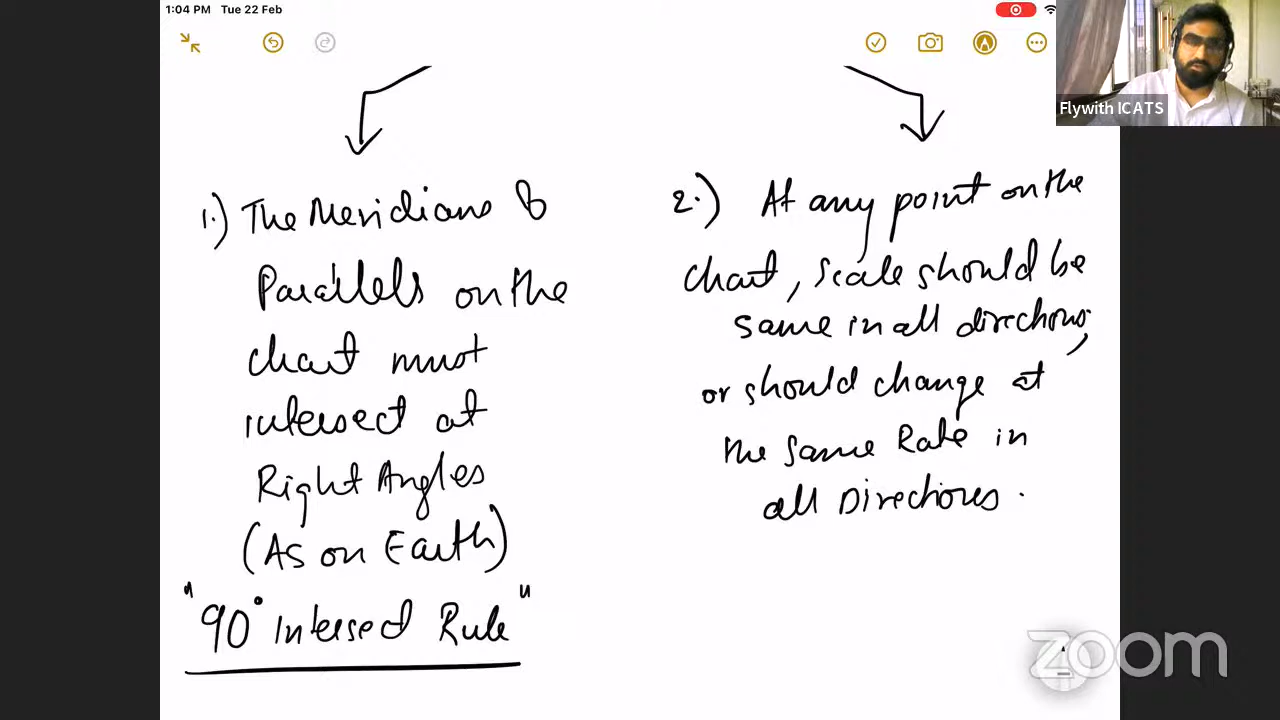 1:04 PM Tue 22 Feb
Flywith ICATS
1.) The Meridians &
Parallels on the
chart must
intersect at
Right Angles
(As on Earth)
"90° Intersect Rule"
2.) At any point on the
chart, scale should be
same in all directions,
or should change at
the same Rate in
all Directions.
zoom